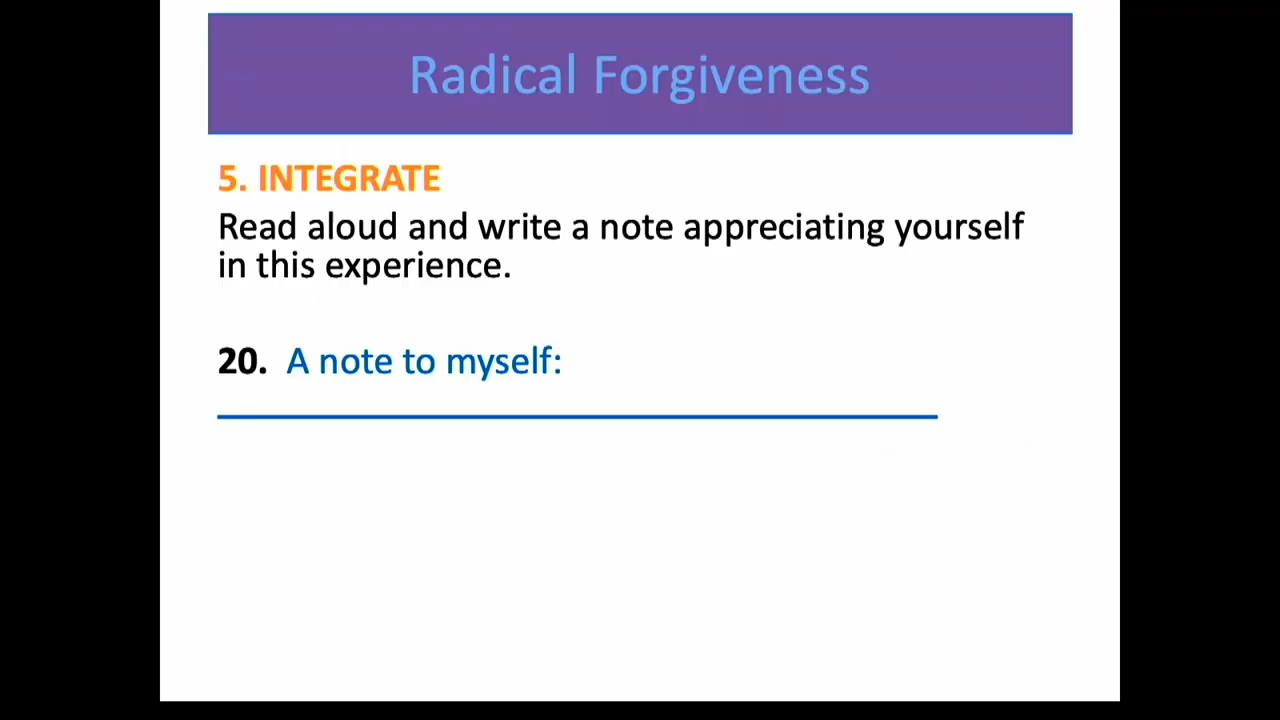 Radical Forgiveness
5. INTEGRATE
Read aloud and write a note appreciating yourself
in this experience.
20. A note to myself: